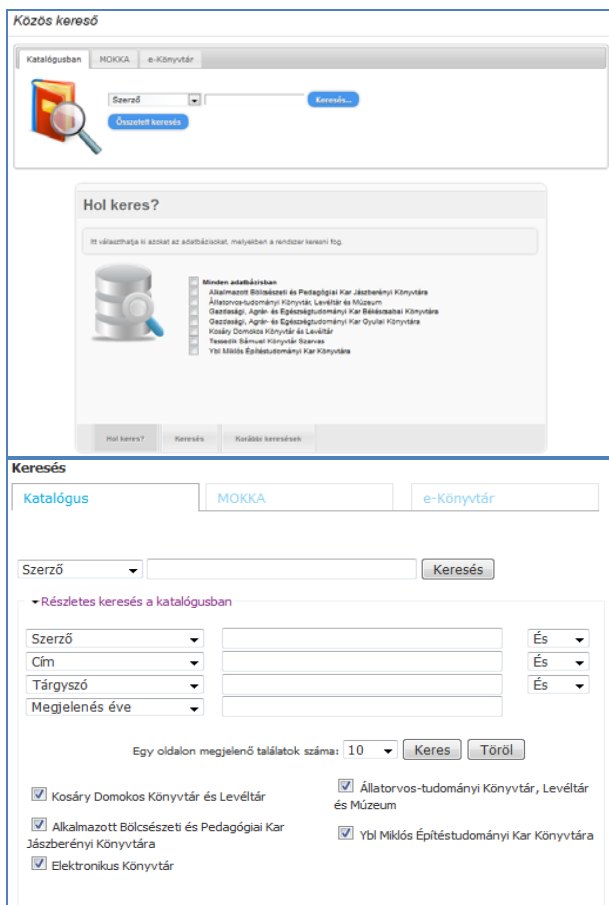 Közös kereső
Katalógusban MOKKA e-Könyvtár
Szerző Keresés...
Összetett keresés
Hol keres?
Itt választhatja ki azokat az adatbázisokat, melyekben a rendszer keresni fog.
Minden adatbázisban
Alkalmazott Bölcsészeti és Pedagógiai Kar Jászberényi Könyvtára
Állatorvos-tudományi Könyvtár, Levéltár és Múzeum
Gazdasági, Agrár- és Egészségtudományi Kar Békéscsabai Könyvtára
Gazdasági, Agrár- és Egészségtudományi Kar Gyulai Könyvtára
Kosáry Domokos Könyvtár és Levéltár
Tessedik Sámuel Könyvtár Szarvas
Ybl Miklós Építéstudományi Kar Könyvtára
Hol keres? Keresés Korábbi keresések
Keresés
Katalógus MOKKA e-Könyvtár
Szerző Keresés
Részletes keresés a katalógusban
Szerző És
Cím És
Tárgyszó És
Megjelenés éve
Egy oldalon megjelenő találatok száma: 10 Keres Töröl
Kosáry Domokos Könyvtár és Levéltár
Állatorvos-tudományi Könyvtár, Levéltár
és Múzeum
Alkalmazott Bölcsészeti és Pedagógiai Kar
Jászberényi Könyvtára
Ybl Miklós Építéstudományi Kar Könyvtára
Elektronikus Könyvtár